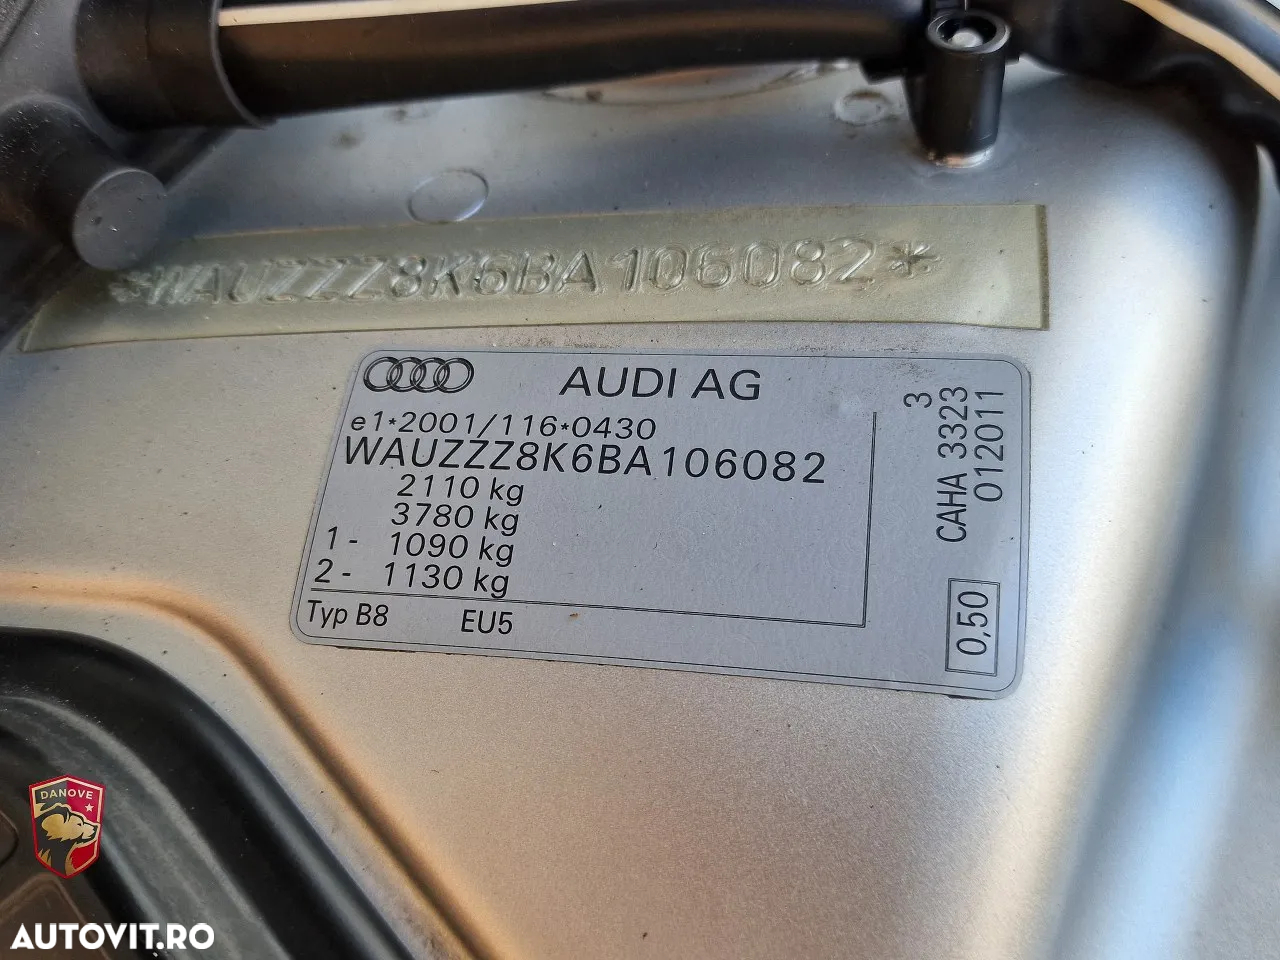 *WAUZZZ8K6BA106082*
AUDI AG
e1*2001/116*0430
WAUZZZ8K6BA106082
2110 kg
3780 kg
1- 1090 kg
2- 1130 kg
Typ B8 EU5
3
CAHA 3323
012011
0,50
DANOVE
AUTOVIT.RO